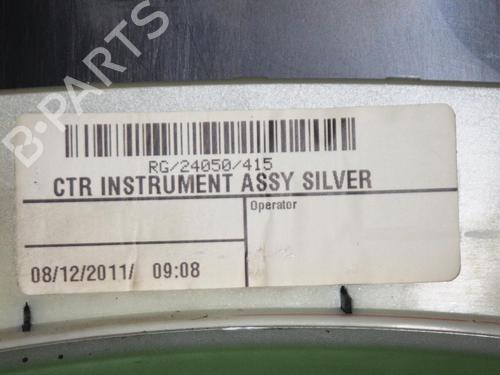 B-PARTS
RG/24050/415
CTR INSTRUMENT ASSY SILVER
Operator
08/12/2011/ 09:08